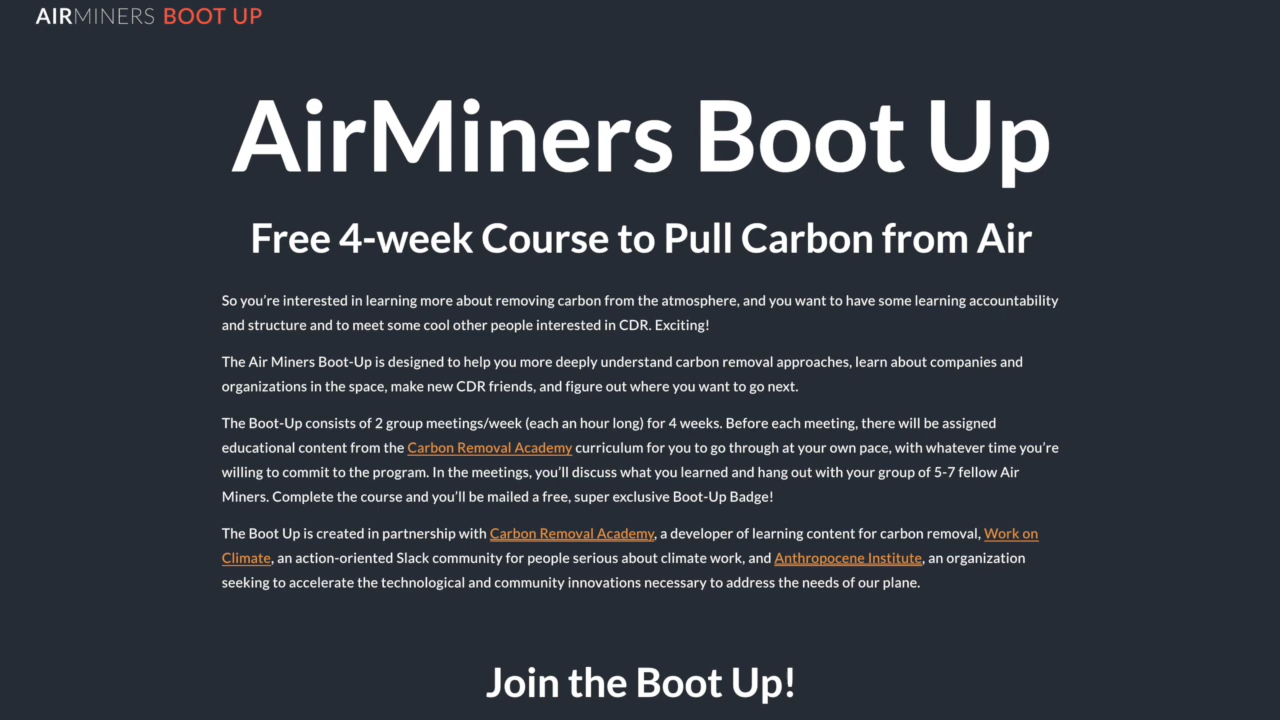 AIRMINERS BOOT UP
AirMiners Boot Up
Free 4-week Course to Pull Carbon from Air
So you're interested in learning more about removing carbon from the atmosphere, and you want to have some learning accountability
and structure and to meet some cool other people interested in CDR. Exciting!
The Air Miners Boot-Up is designed to help you more deeply understand carbon removal approaches, learn about companies and
organizations in the space, make new CDR friends, and figure out where you want to go next.
The Boot-Up consists of 2 group meetings/week (each an hour long) for 4 weeks. Before each meeting, there will be assigned
educational content from the Carbon Removal Academy curriculum for you to go through at your own pace, with whatever time you're
willing to commit to the program. In the meetings, you'll discuss what you learned and hang out with your group of 5-7 fellow Air
Miners. Complete the course and you'll be mailed a free, super exclusive Boot-Up Badge!
The Boot Up is created in partnership with Carbon Removal Academy, a developer of learning content for carbon removal, Work on
Climate, an action-oriented Slack community for people serious about climate work, and Anthropocene Institute, an organization
seeking to accelerate the technological and community innovations necessary to address the needs of our plane.
Join the Boot Up!